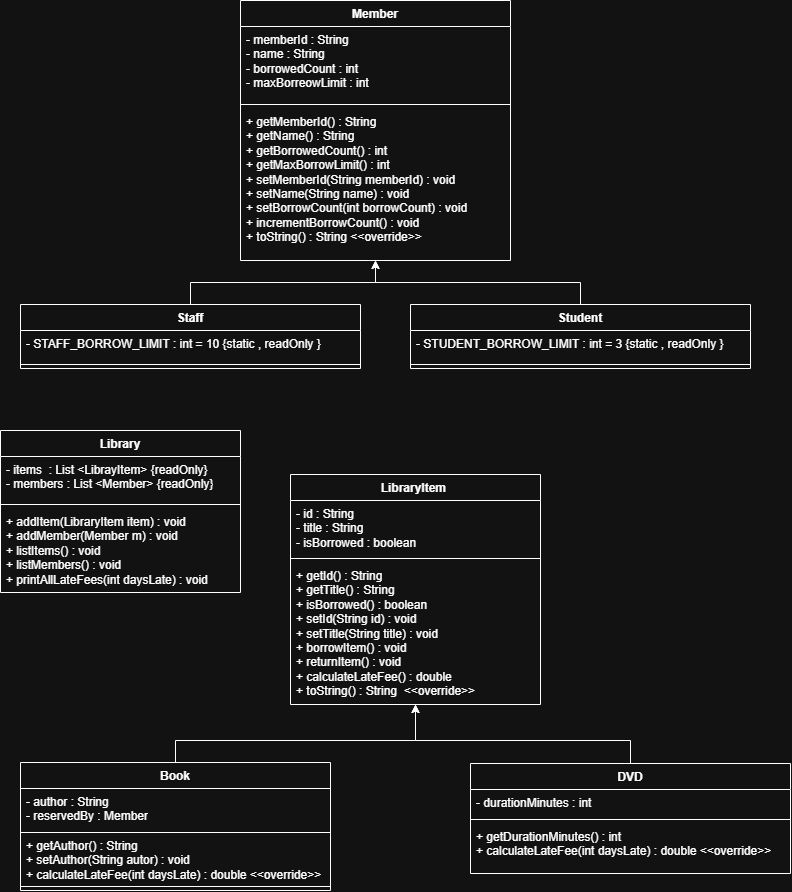 Member
- memberId : String
- name : String
- borrowedCount : int
- maxBorreowLimit : int
+ getMemberId() : String
+ getName() : String
+ getBorrowedCount() : int
+ getMaxBorrowLimit() : int
+ setMemberId(String memberId) : void
+ setName(String name) : void
+ setBorrowCount(int borrowCount) : void
+ incrementBorrowCount() : void
+ toString() : String <<override>>
Staff
- STAFF_BORROW_LIMIT : int = 10 {static , readOnly }
Student
- STUDENT_BORROW_LIMIT : int = 3 {static , readOnly }
Library
- items : List <LibrayItem> {readOnly}
- members : List <Member> {readOnly}
+ addItem(LibraryItem item) : void
+ addMember(Member m) : void
+ listItems() : void
+ listMembers() : void
+ printAllLateFees(int daysLate) : void
LibraryItem
- id : String
- title : String
- isBorrowed : boolean
+ getId() : String
+ getTitle() : String
+ isBorrowed() : boolean
+ setId(String id) : void
+ setTitle(String title) : void
+ borrowItem() : void
+ returnItem() : void
+ calculateLateFee() : double
+ toString() : String <<override>>
Book
- author : String
- reservedBy : Member
+ getAuthor() : String
+ setAuthor(String autor) : void
+ calculateLateFee(int daysLate) : double <<override>>
DVD
- durationMinutes : int
+ getDurationMinutes() : int
+ calculateLateFee(int daysLate) : double <<override>>